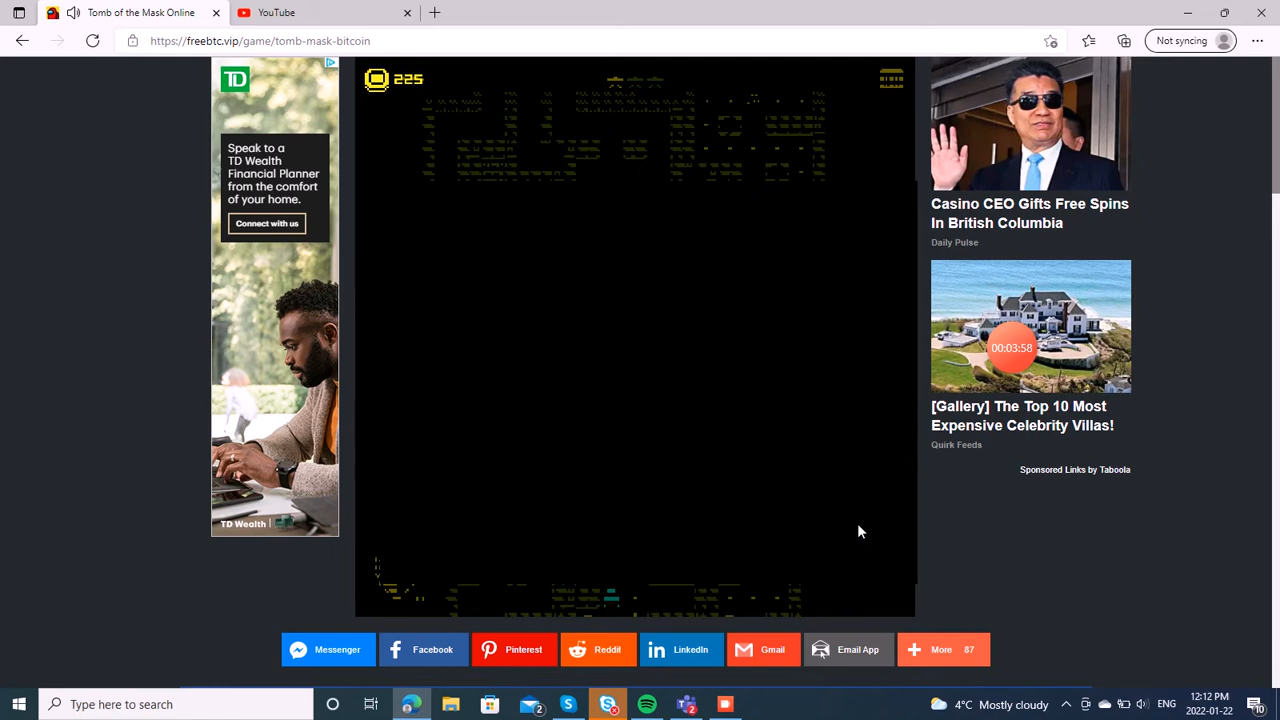 Tomb of the Mask Online
YouTube
https://freebtc.vip/game/tomb-mask-bitcoin
Not syncing
TD
Speak to a
TD Wealth
Financial Planner
from the comfort
of your home.
Connect with us
TD Wealth
225
Casino CEO Gifts Free Spins
In British Columbia
Daily Pulse
00:03:58
[Gallery] The Top 10 Most
Expensive Celebrity Villas!
Quirk Feeds
Sponsored Links by Taboola
Messenger
Facebook
Pinterest
Reddit
LinkedIn
Gmail
Email App
More 87
Type here to search
2
2
4°C Mostly cloudy
ENG
12:12 PM
2022-01-22
10